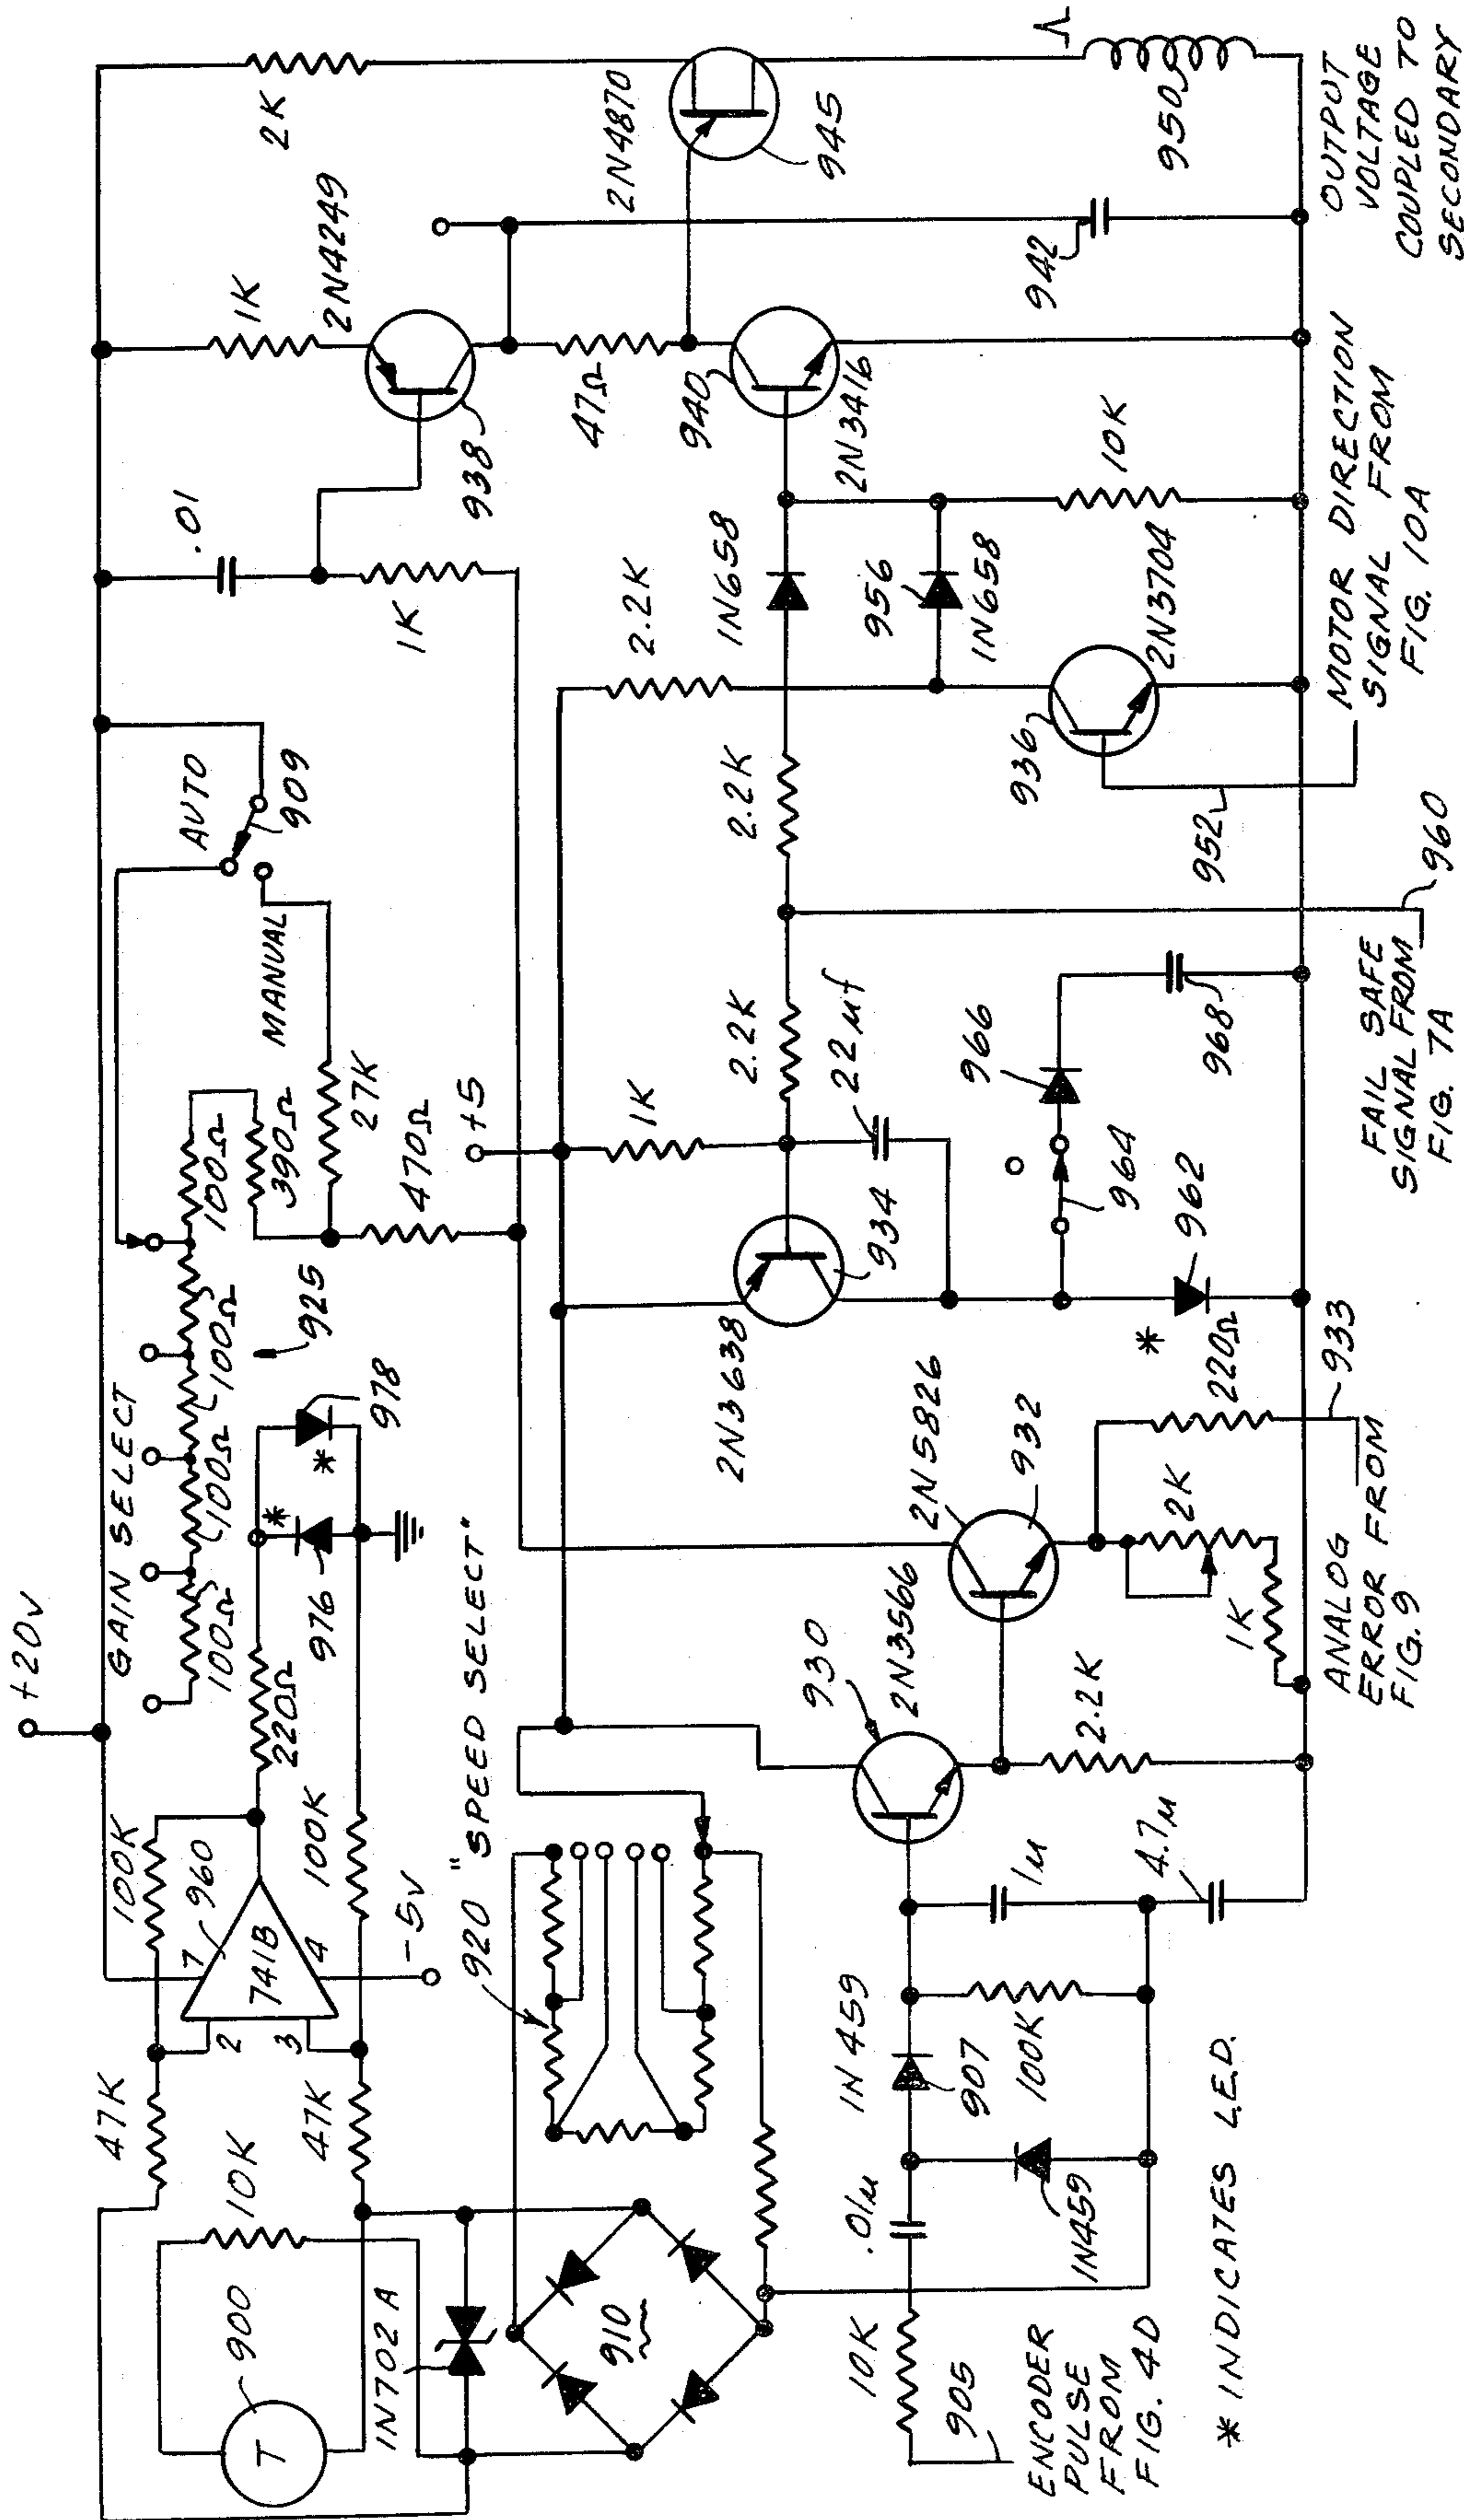 +20V
GAIN SELECT
100Ω
100Ω
100Ω
100Ω
390Ω
MANUAL
27K
470Ω
+5
AUTO
909
925
.01
1K
1K
2N4249
938
2K
2N4870
945
47Ω
940
2N3416
942
950
OUTPUT
VOLTAGE
COUPLED TO
SECONDARY
47K
100K
960
741B
7
4
2
3
47K
100K
-5V
220Ω
976
*
*
978
10K
900
T
1N702A
910
920
"SPEED SELECT"
2.2K
1N658
956
1N658
10K
936
2N3704
952
MOTOR DIRECTION
SIGNAL FROM
FIG. 10A
2.2K
2.2K
1K
22μf
934
2N3638
966
964
968
962
*
960
FAIL SAFE
SIGNAL FROM
FIG. 7A
2N5826
932
220Ω
933
2K
1K
ANALOG
ERROR FROM
FIG. 9
930
2N3566
2.2K
1μ
4.7μ
1N459
907
100K
1N459
.01μ
10K
905
ENCODER
PULSE
FROM
FIG. 4D
* INDICATES L.E.D.